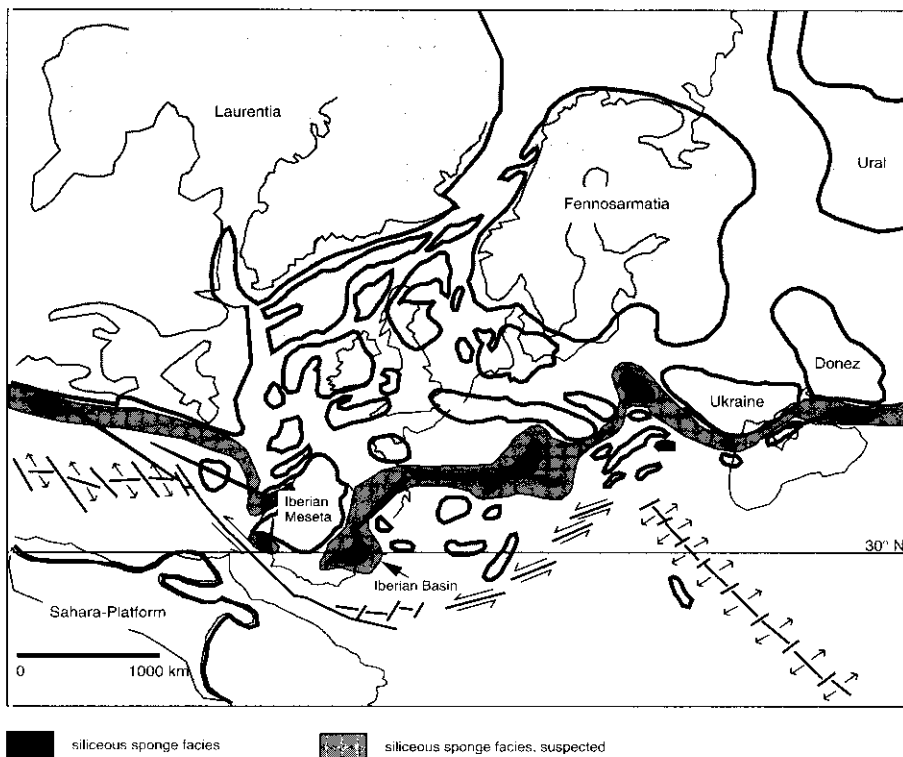 Laurentia
Ural
Fennosarmatia
Donez
Ukraine
Iberian
Meseta
30° N
Iberian Basin
Sahara-Platform
0 1000 km
siliceous sponge facies
siliceous sponge facies, suspected